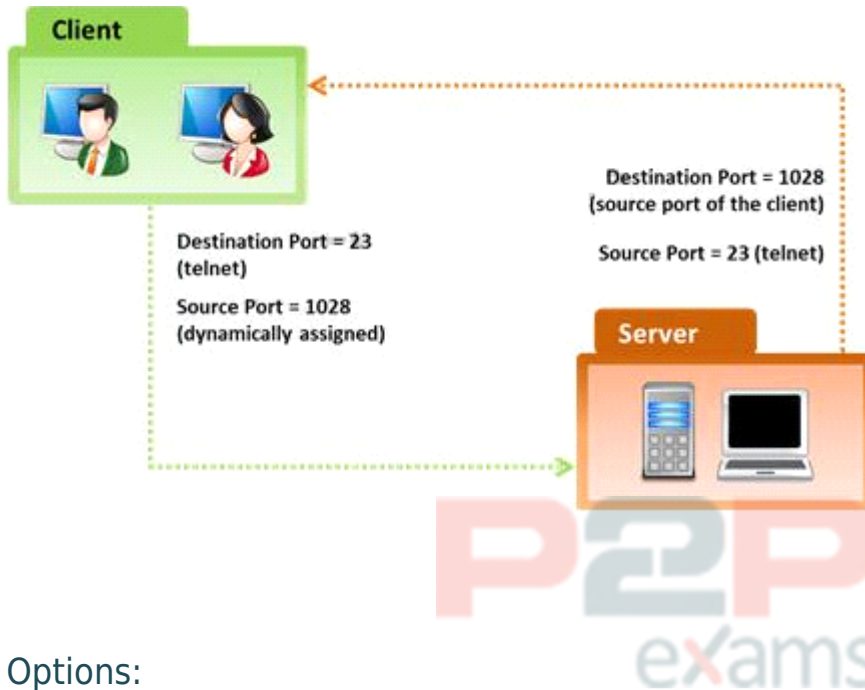 Client
Destination Port = 1028
(source port of the client)
Source Port = 23 (telnet)
Destination Port = 23
(telnet)
Source Port = 1028
(dynamically assigned)
Server
P2P
exams
Options: